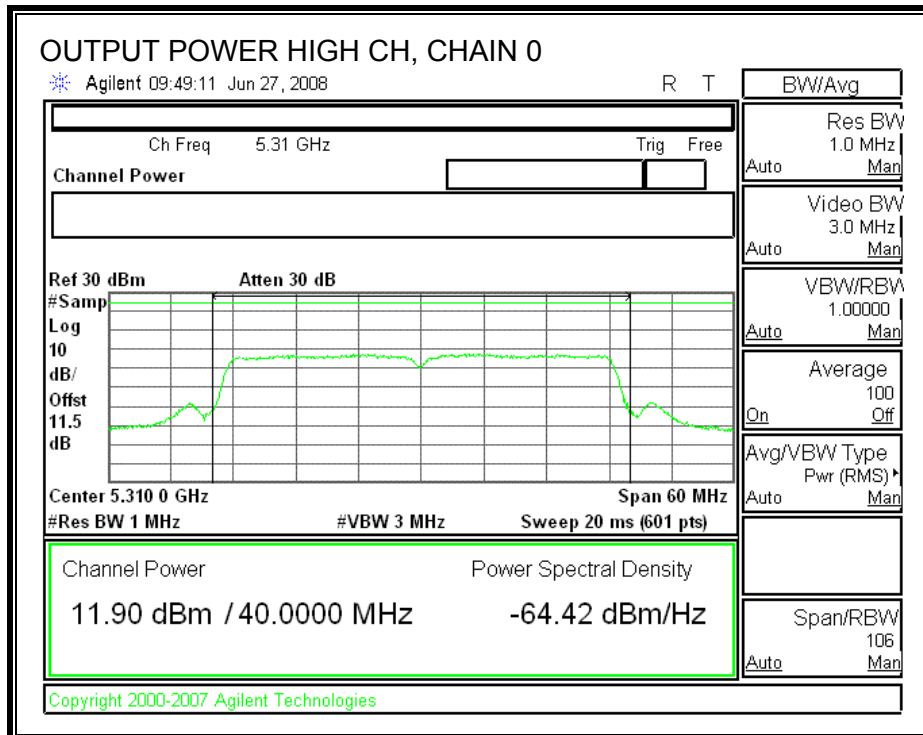 OUTPUT POWER HIGH CH, CHAIN 0
Agilent 09:49:11 Jun 27, 2008 R T
BW/Avg
Ch Freq 5.31 GHz Trig Free
Channel Power
Res BW
1.0 MHz
Auto Man
Video BW
3.0 MHz
Auto Man
VBW/RBW
1.00000
Auto Man
Average
100
On Off
Avg/VBW Type
Pwr (RMS)
Auto Man
Span/RBW
106
Auto Man
Ref 30 dBm Atten 30 dB
#Samp
Log
10
dB/
Offst
11.5
dB
Center 5.310 0 GHz Span 60 MHz
#Res BW 1 MHz #VBW 3 MHz Sweep 20 ms (601 pts)
Channel Power Power Spectral Density
11.90 dBm / 40.0000 MHz -64.42 dBm/Hz
Copyright 2000-2007 Agilent Technologies